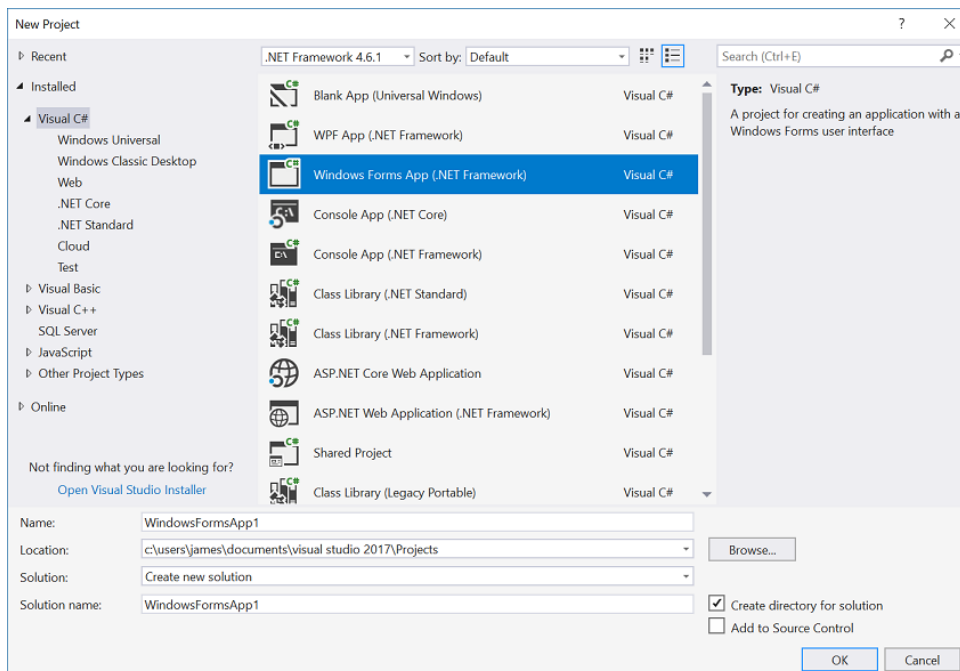 New Project
?
Recent
Installed
Visual C#
Windows Universal
Windows Classic Desktop
Web
.NET Core
.NET Standard
Cloud
Test
Visual Basic
Visual C++
SQL Server
JavaScript
Other Project Types
Online
Not finding what you are looking for?
Open Visual Studio Installer
.NET Framework 4.6.1 Sort by: Default
Blank App (Universal Windows) Visual C#
WPF App (.NET Framework) Visual C#
Windows Forms App (.NET Framework) Visual C#
Console App (.NET Core) Visual C#
Console App (.NET Framework) Visual C#
Class Library (.NET Standard) Visual C#
Class Library (.NET Framework) Visual C#
ASP.NET Core Web Application Visual C#
ASP.NET Web Application (.NET Framework) Visual C#
Shared Project Visual C#
Class Library (Legacy Portable) Visual C#
Search (Ctrl+E)
Type: Visual C#
A project for creating an application with a
Windows Forms user interface
Name: WindowsFormsApp1
Location: c:\users\james\documents\visual studio 2017\Projects Browse...
Solution: Create new solution
Solution name: WindowsFormsApp1
Create directory for solution
Add to Source Control
OK Cancel